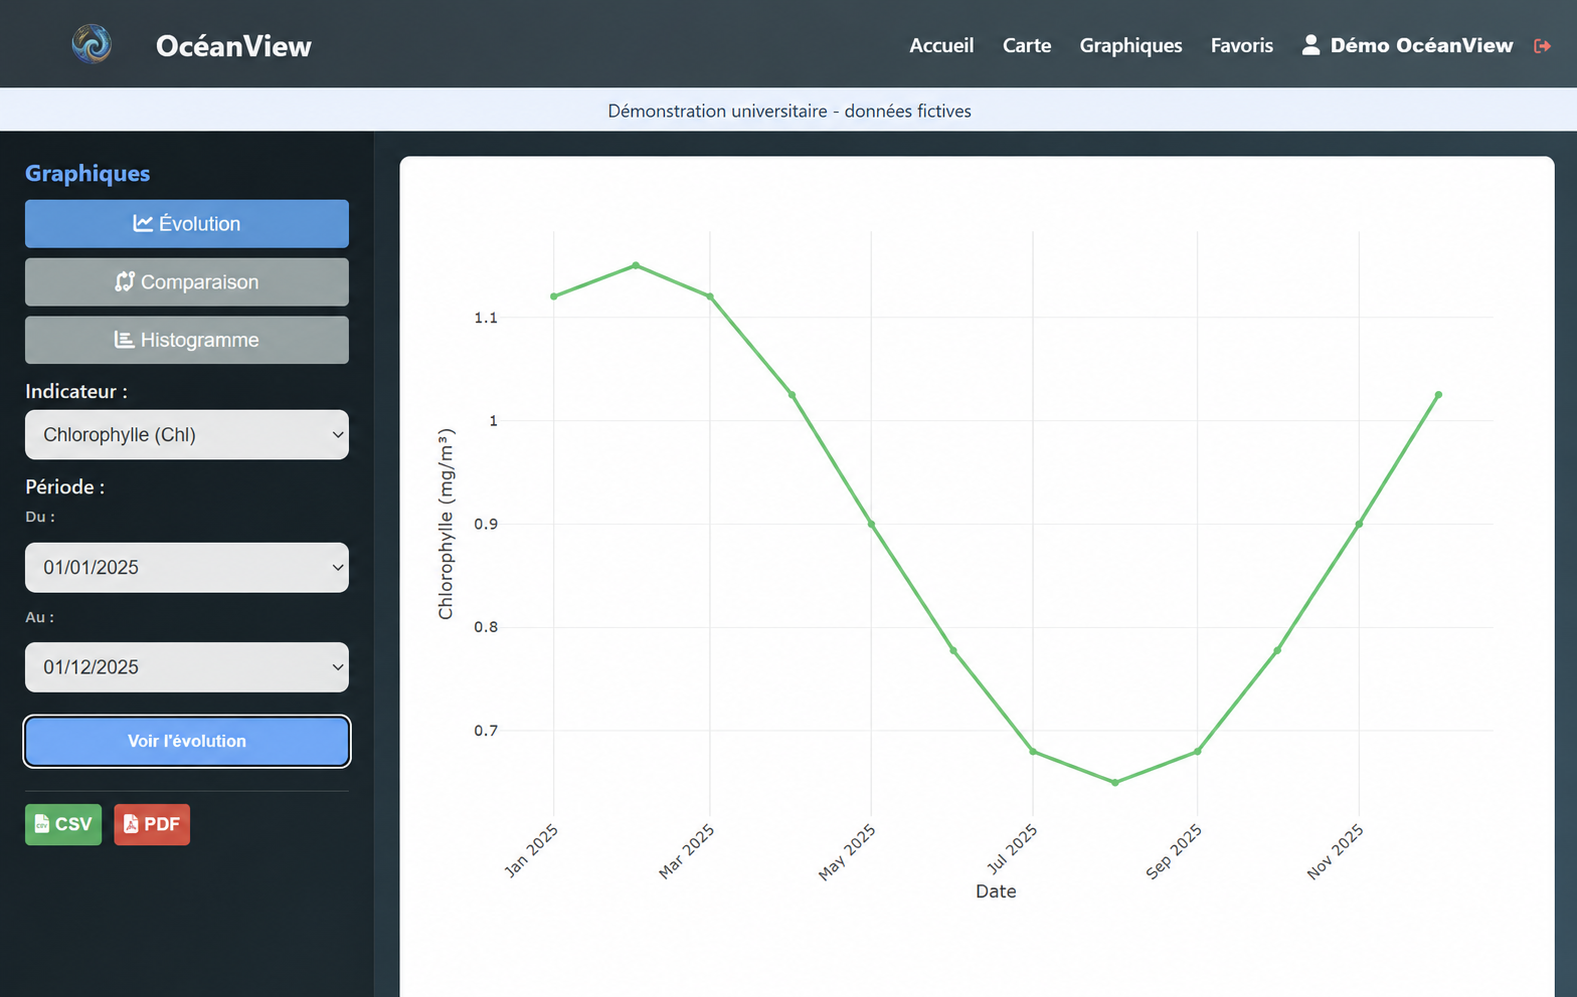 OcéanView
Accueil Carte Graphiques Favoris Démo OcéanView
Démonstration universitaire - données fictives
Graphiques
Évolution
Comparaison
Histogramme
Indicateur :
Chlorophylle (Chl)
Période :
Du :
01/01/2025
Au :
01/12/2025
Voir l'évolution
CSV PDF
Chlorophylle (mg/m³)
1.1
1
0.9
0.8
0.7
Jan 2025 Mar 2025 May 2025 Jul 2025 Sep 2025 Nov 2025
Date